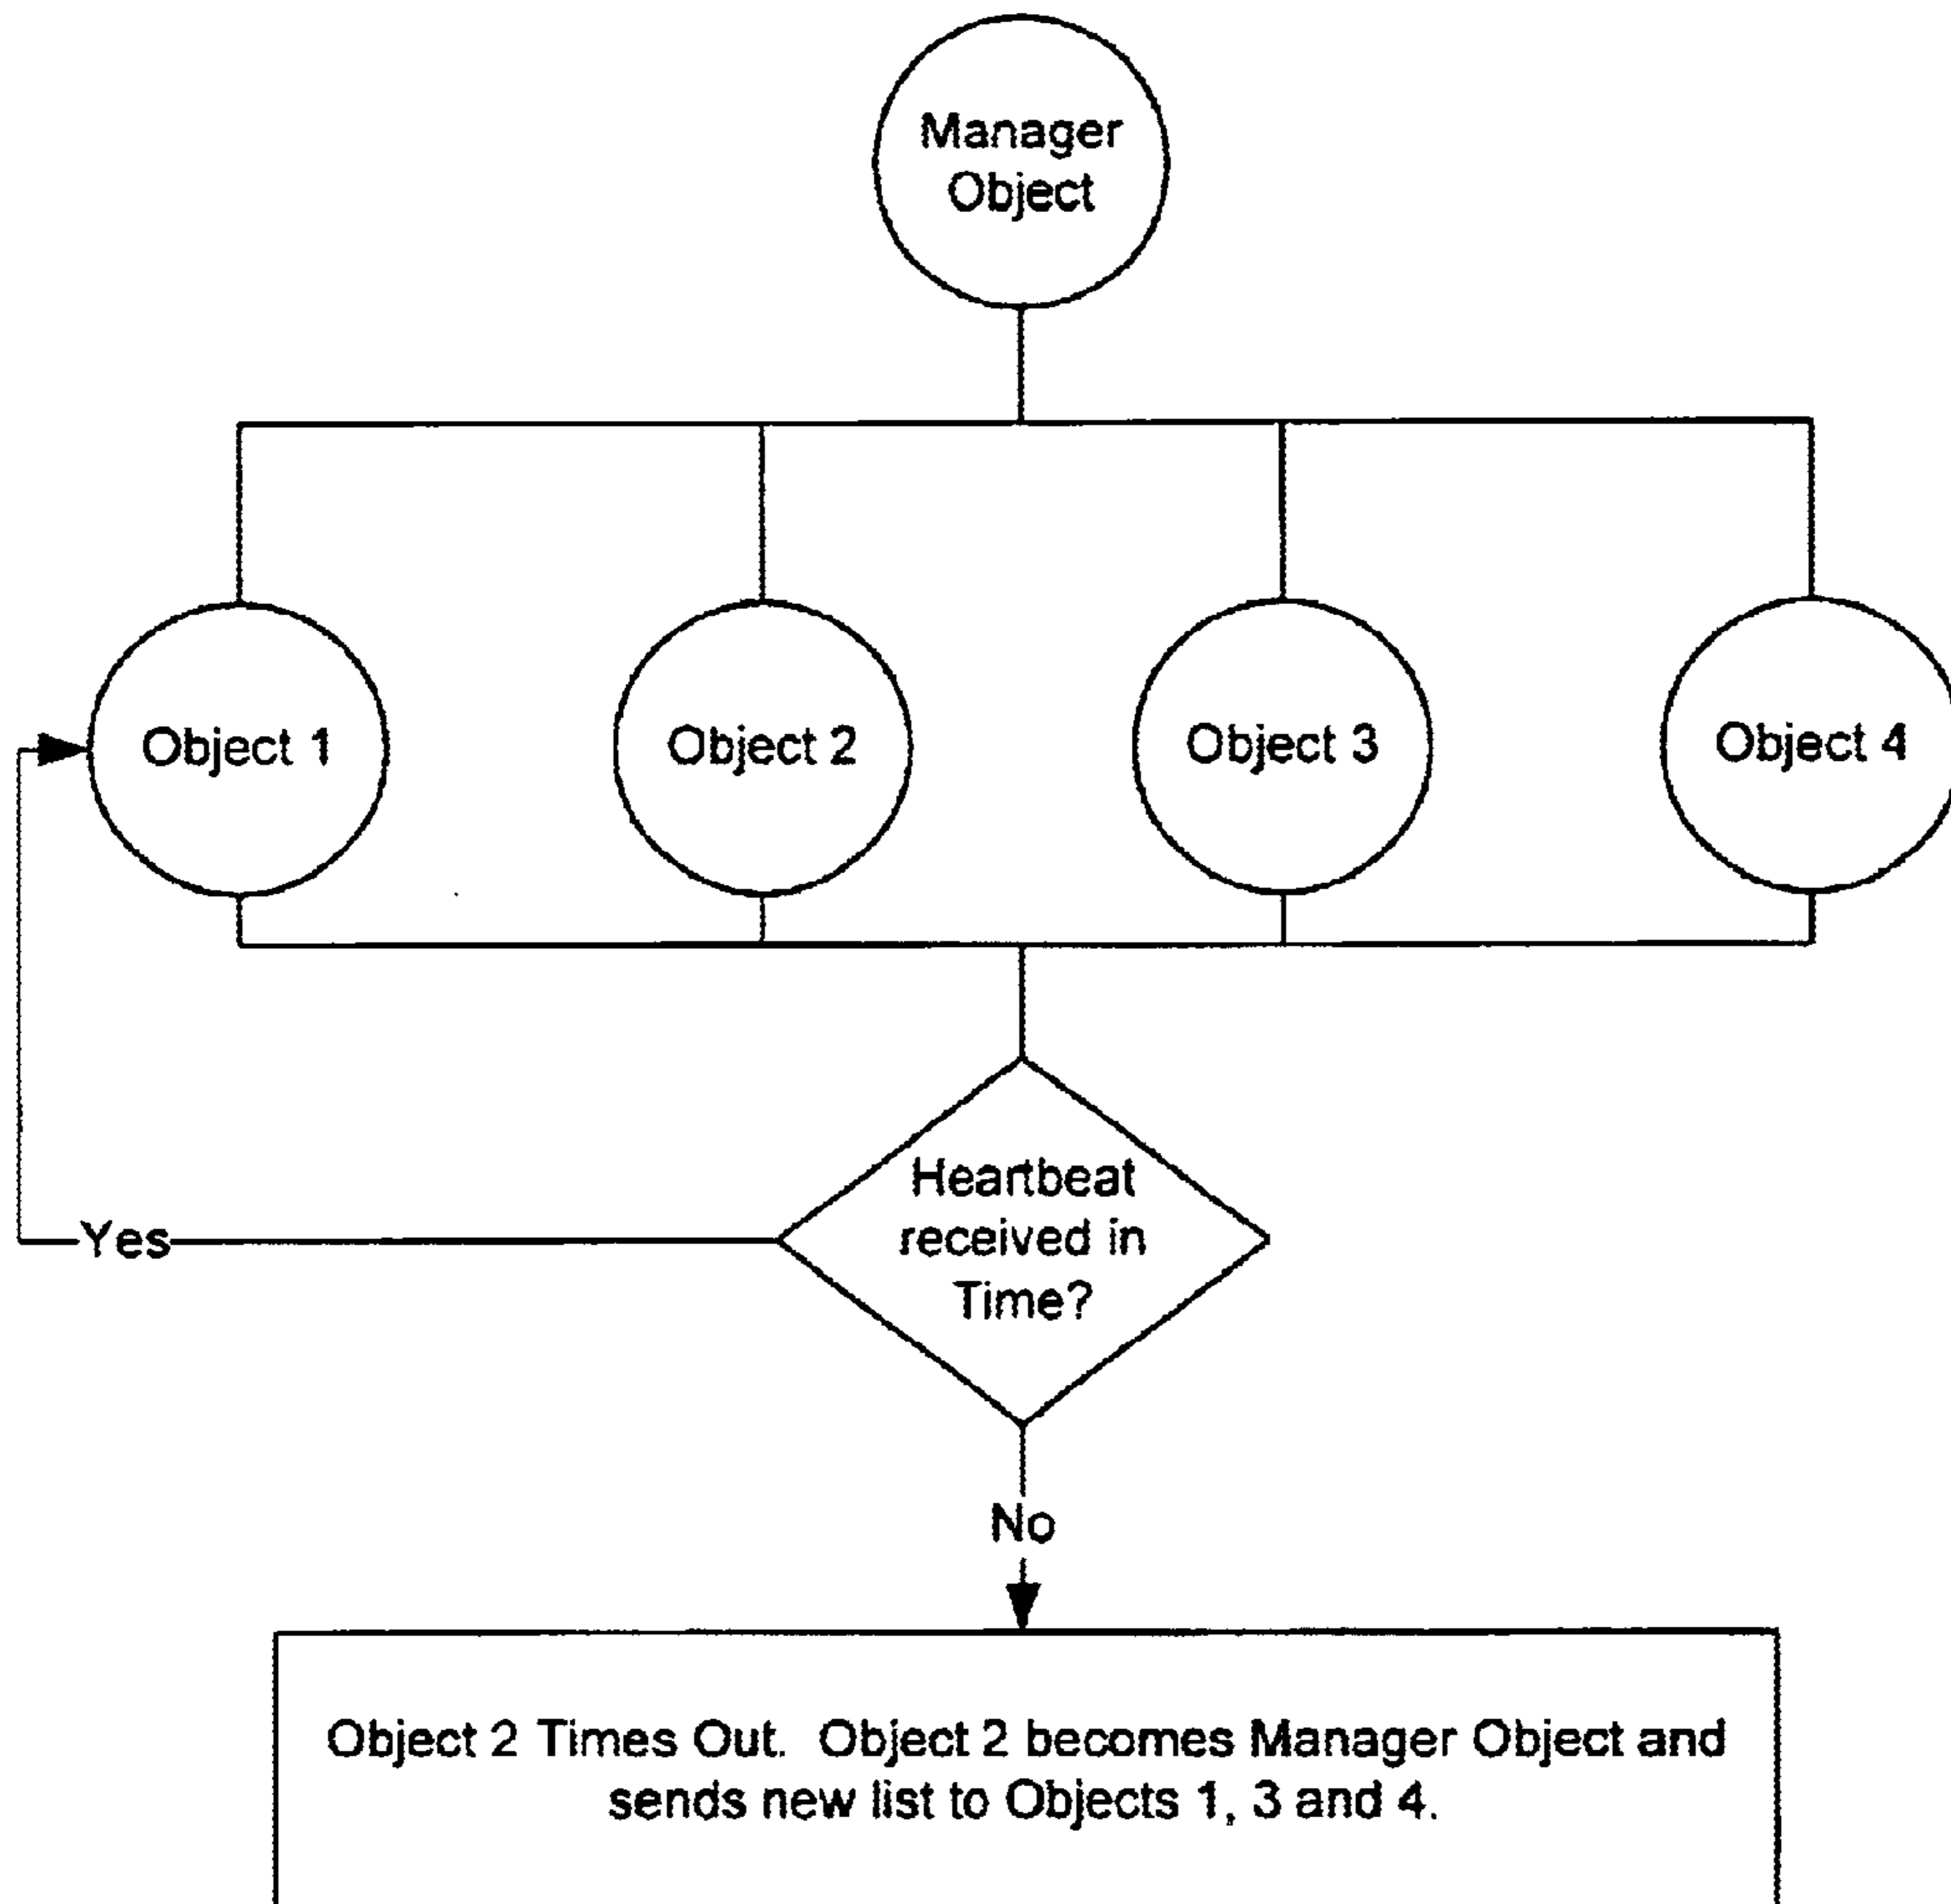 Manager
Object
Object 1
Object 2
Object 3
Object 4
Heartbeat
received in
Time?
Yes
No
Object 2 Times Out. Object 2 becomes Manager Object and
sends new list to Objects 1, 3 and 4.